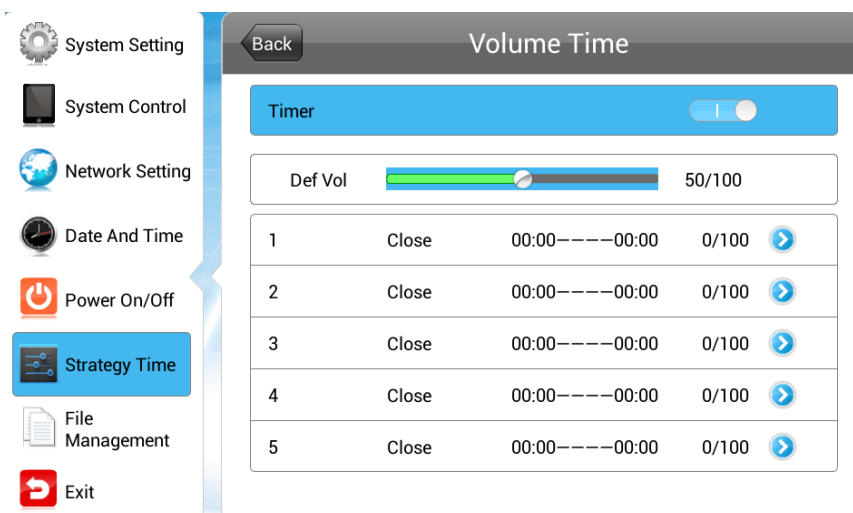 System Setting
System Control
Network Setting
Date And Time
Power On/Off
Strategy Time
File
Management
Exit
Back
Volume Time
Timer
Def Vol 50/100
1 Close 00:00————00:00 0/100
2 Close 00:00————00:00 0/100
3 Close 00:00————00:00 0/100
4 Close 00:00————00:00 0/100
5 Close 00:00————00:00 0/100